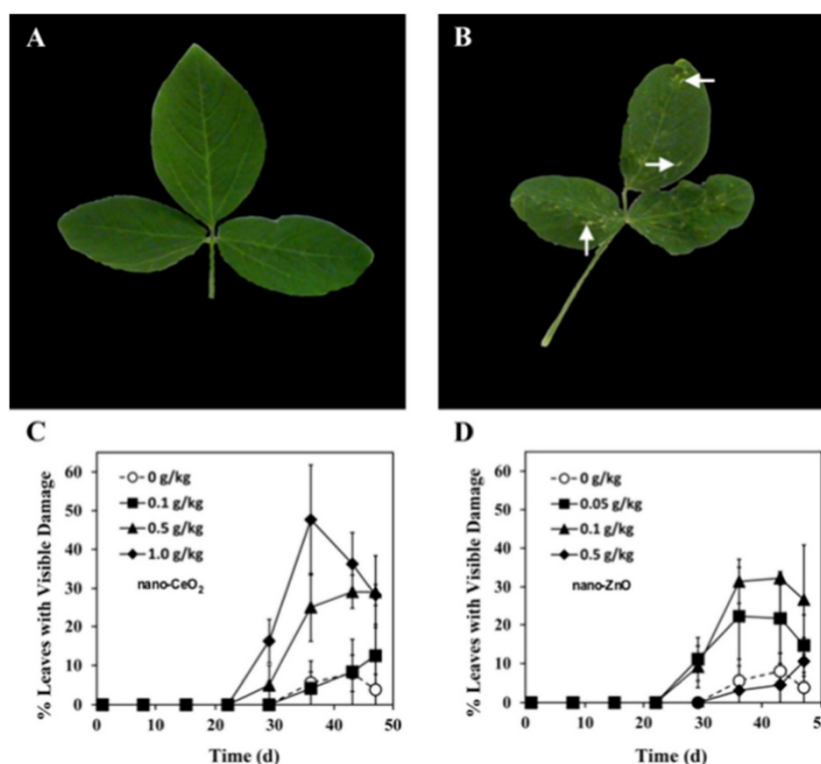 A
B
C
D
% Leaves with Visible Damage
60
50
40
30
20
10
0
0 g/kg
0.1 g/kg
0.5 g/kg
1.0 g/kg
nano-CeO₂
0 10 20 30 40 50
Time (d)
% Leaves with Visible Damage
60
50
40
30
20
10
0
0 g/kg
0.05 g/kg
0.1 g/kg
0.5 g/kg
nano-ZnO
0 10 20 30 40 50
Time (d)